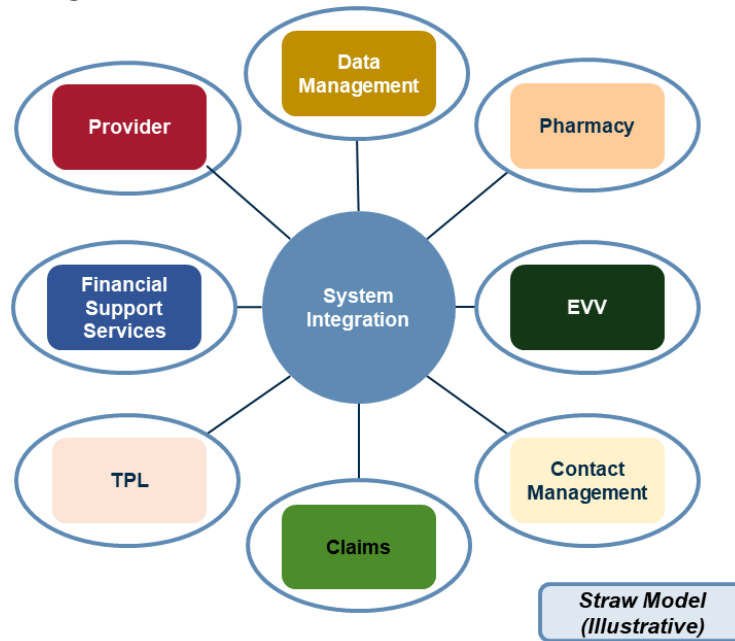 Data
Management
Provider
Pharmacy
Financial
Support
Services
System
Integration
EVV
TPL
Contact
Management
Claims
Straw Model
(Illustrative)